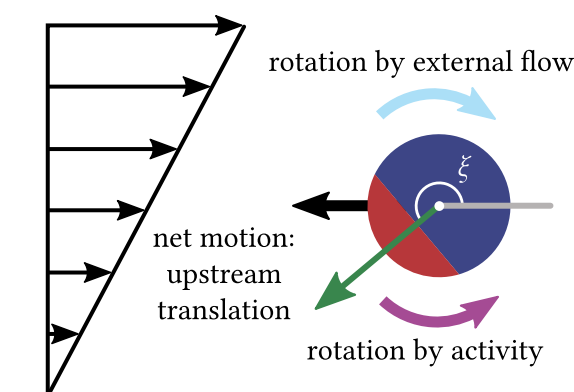 rotation by external flow
ξ
net motion:
upstream
translation
rotation by activity